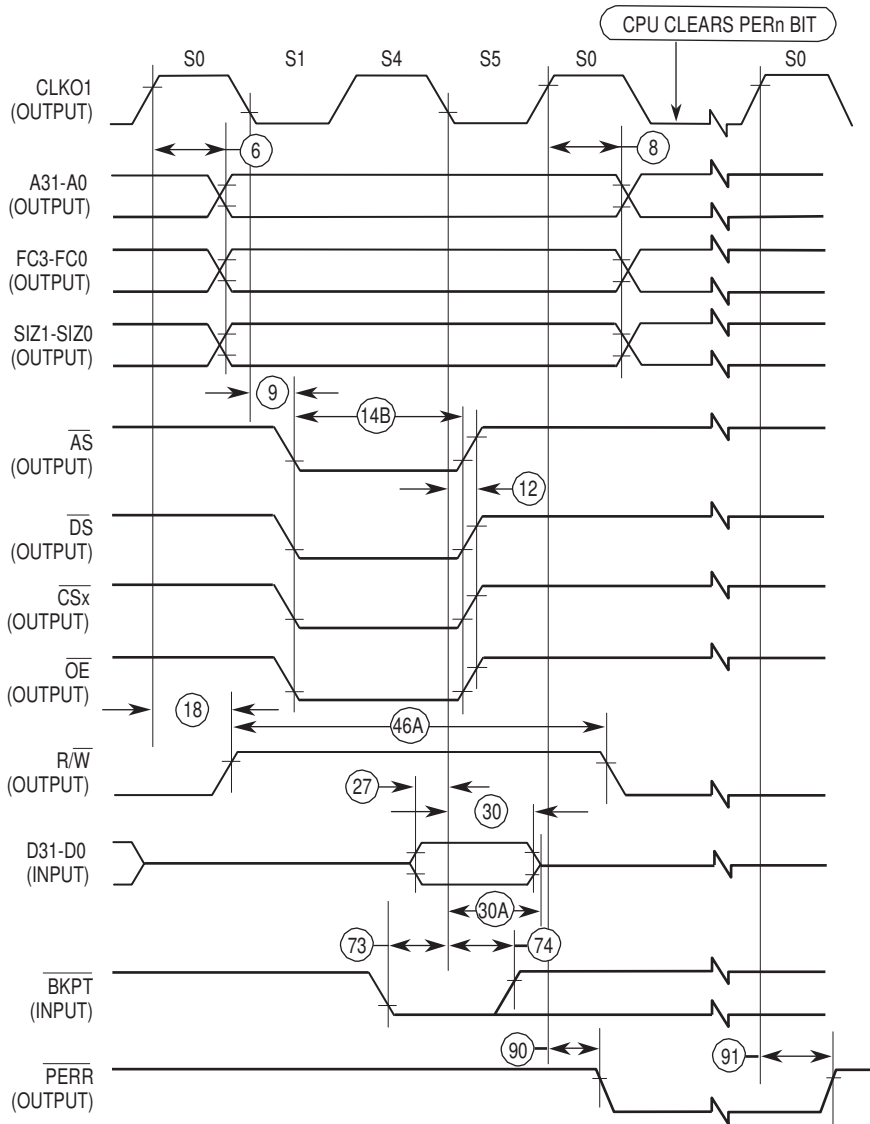 CPU CLEARS PERn BIT
S0 S1 S4 S5 S0 S0
CLKO1
(OUTPUT)
6 8
A31-A0
(OUTPUT)
FC3-FC0
(OUTPUT)
SIZ1-SIZ0
(OUTPUT)
9
14B
AS
(OUTPUT)
12
DS
(OUTPUT)
CSx
(OUTPUT)
OE
(OUTPUT)
18
46A
R/W
(OUTPUT)
27
30
D31-D0
(INPUT)
30A
73 74
BKPT
(INPUT)
90 91
PERR
(OUTPUT)